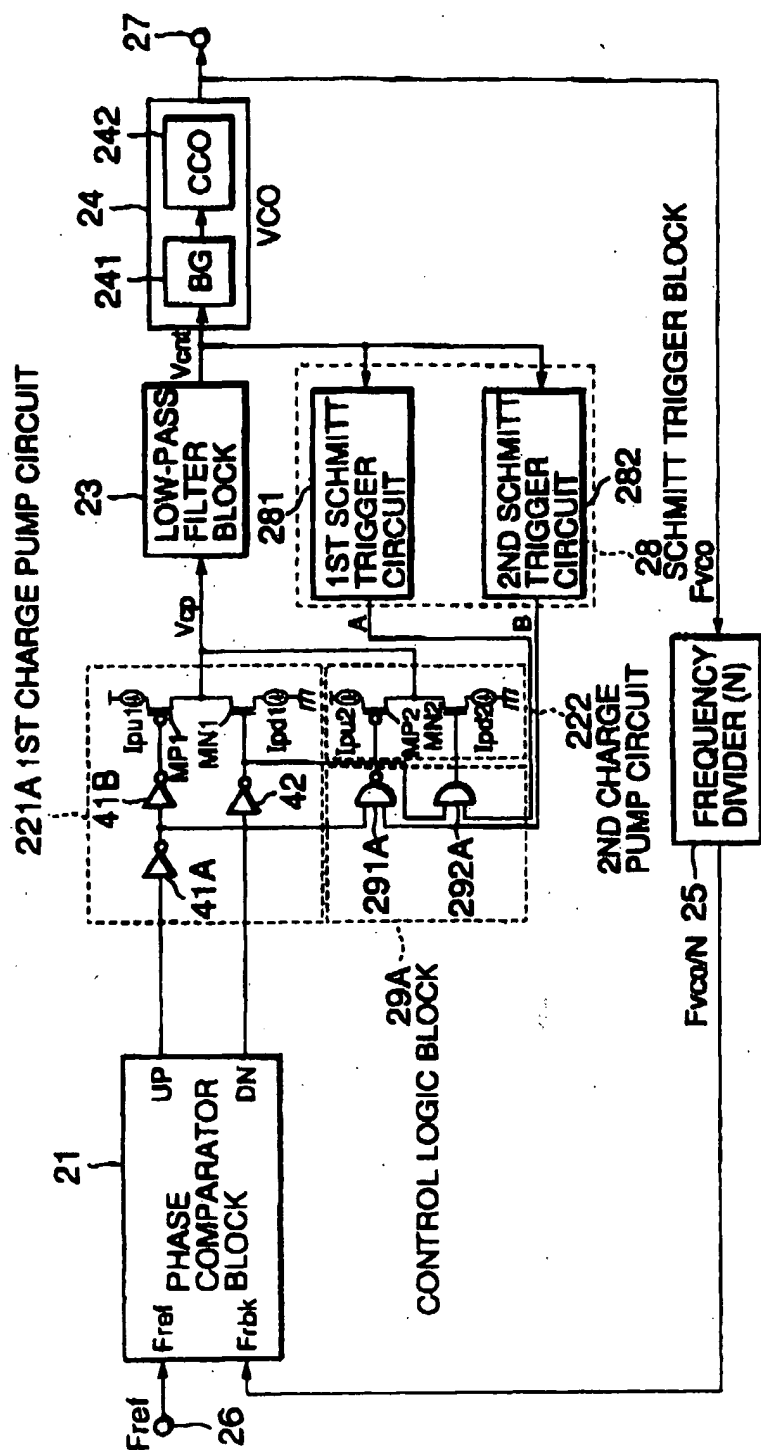 27
242
24
CCO
241
BG
VCO
Vcnt
221A 1ST CHARGE PUMP CIRCUIT
23
LOW-PASS
FILTER
BLOCK
281
1ST SCHMITT
TRIGGER
CIRCUIT
2ND SCHMITT
TRIGGER
CIRCUIT
282
28
SCHMITT TRIGGER BLOCK
Fvco
Vcp
A
B
Ipu1
MP1
MN1
Ipd1
Ipu2
MP2
MN2
Ipd2
41B
42
41A
291A
292A
222
2ND CHARGE
PUMP CIRCUIT
FREQUENCY
DIVIDER (N)
25
Fvco/N
29A
CONTROL LOGIC BLOCK
21
UP
DN
PHASE
COMPARATOR
BLOCK
Fref
Frbk
Fref
26